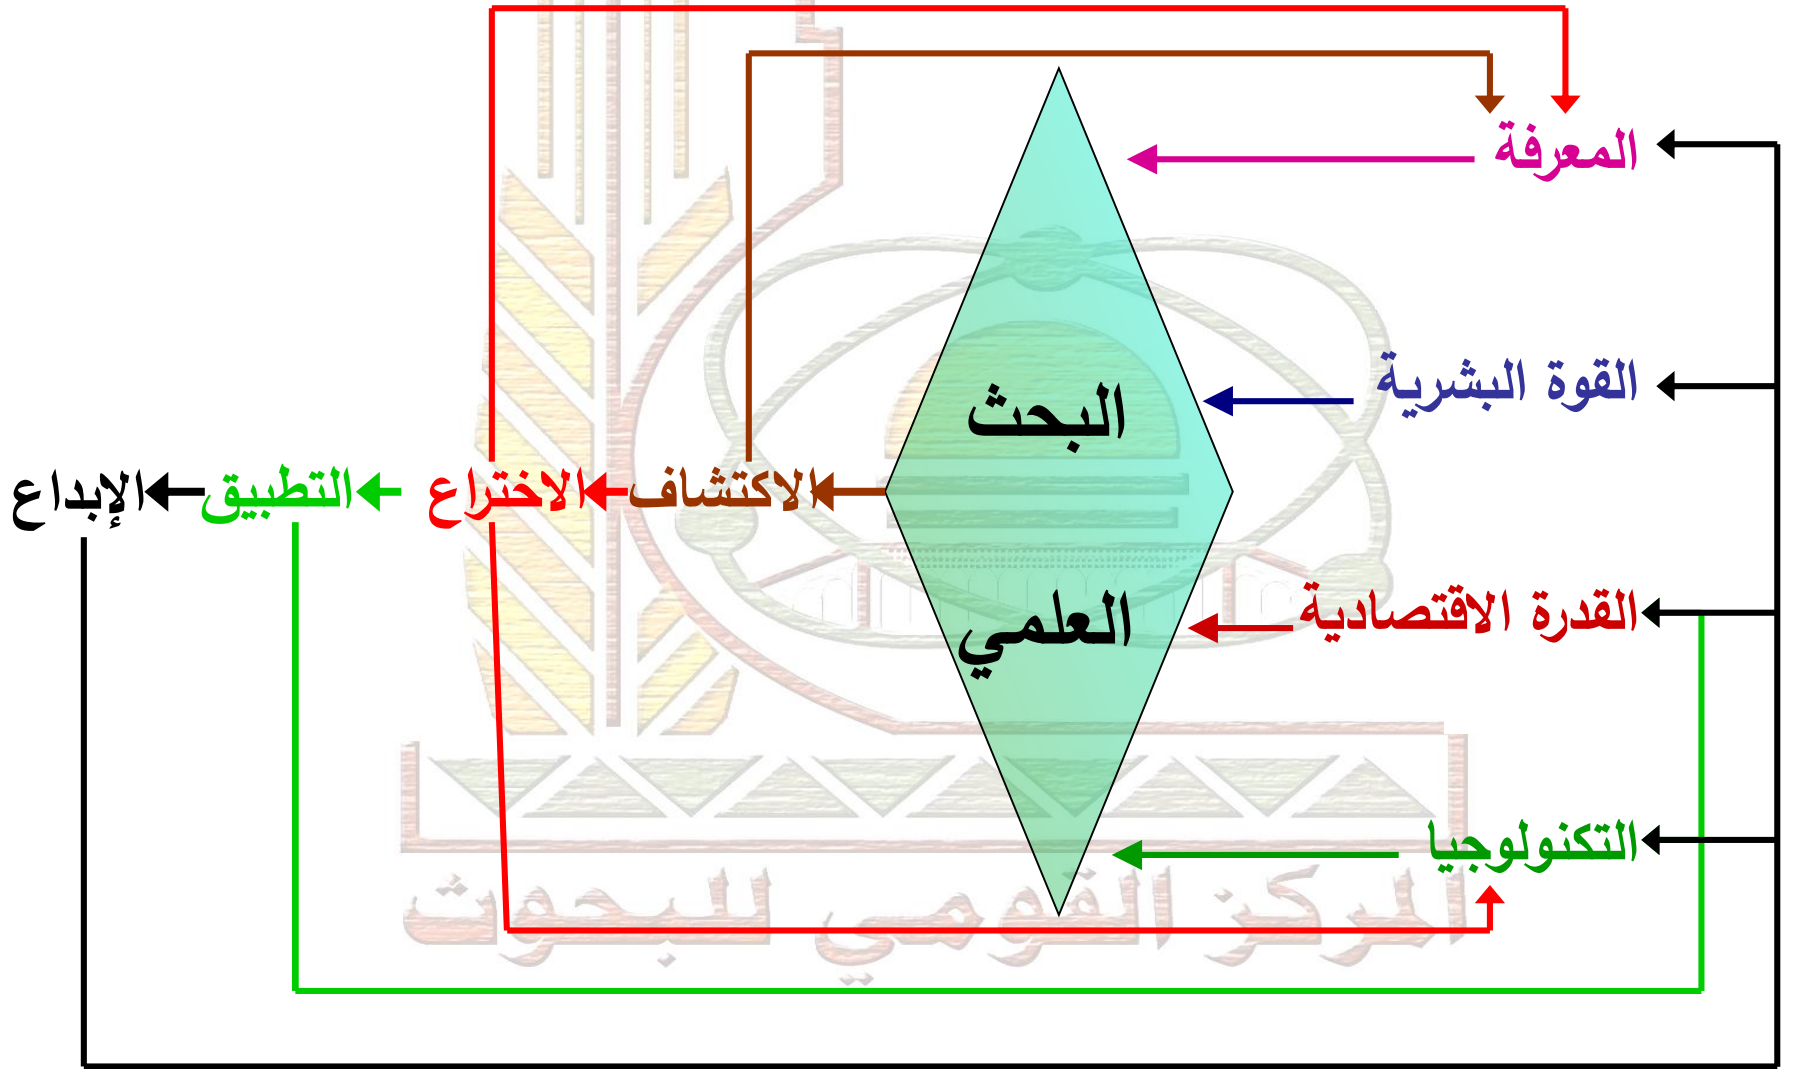 المعرفة
القوة البشرية
البحث
العلمي
الاكتشاف
الاختراع
التطبيق
الإبداع
القدرة الاقتصادية
التكنولوجيا
المركز القومي للبحوث